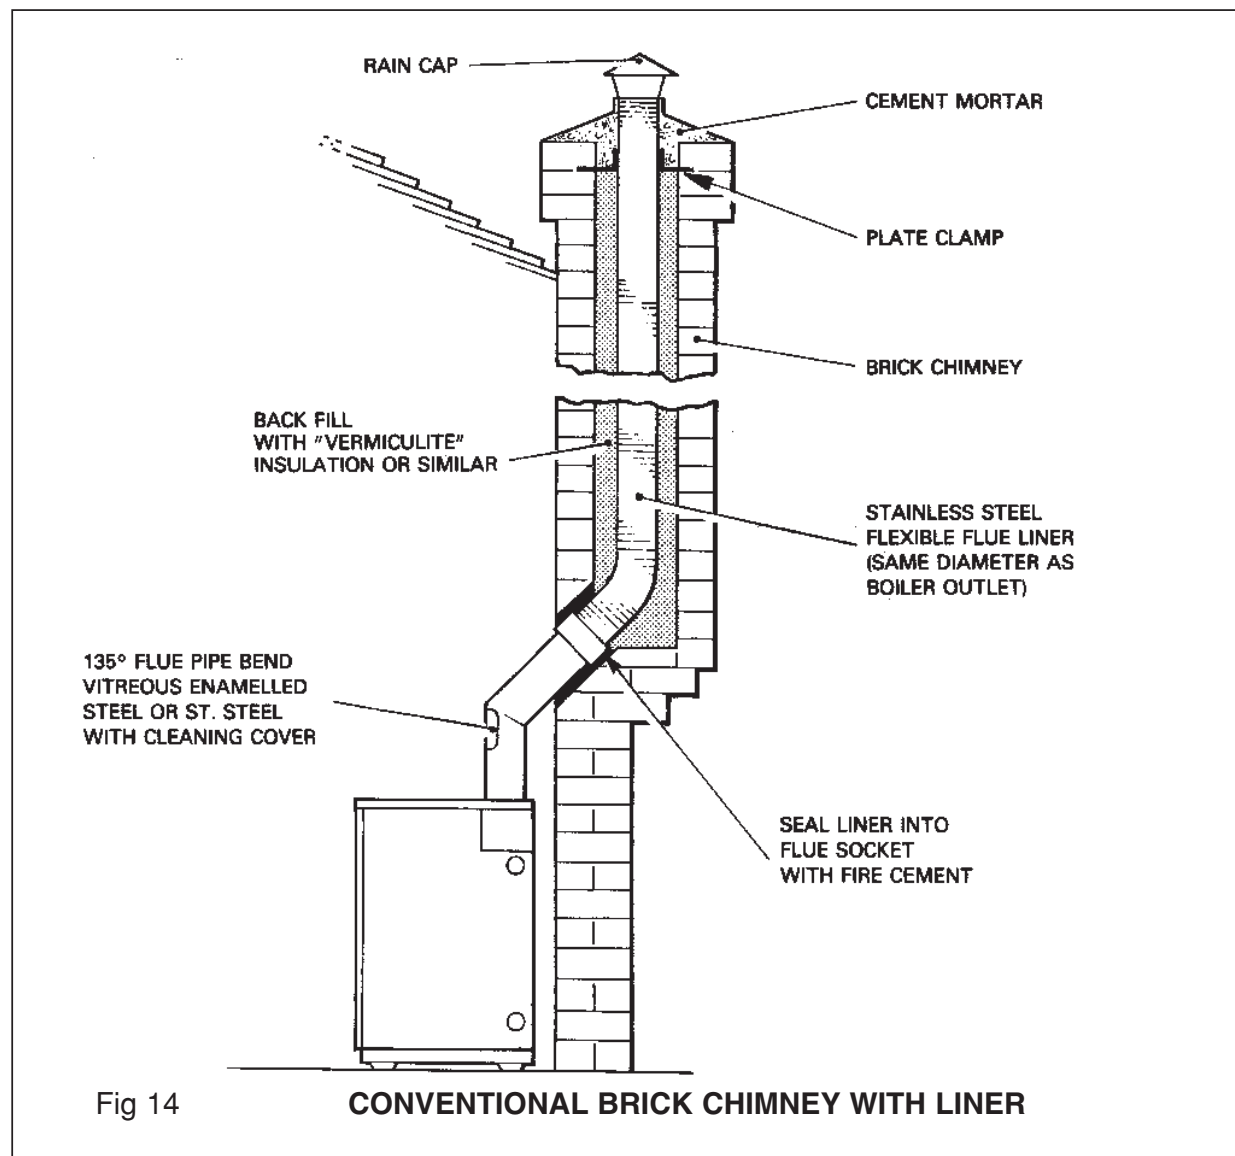 RAIN CAP
CEMENT MORTAR
PLATE CLAMP
BRICK CHIMNEY
BACK FILL
WITH "VERMICULITE"
INSULATION OR SIMILAR
STAINLESS STEEL
FLEXIBLE FLUE LINER
(SAME DIAMETER AS
BOILER OUTLET)
135° FLUE PIPE BEND
VITREOUS ENAMELLED
STEEL OR ST. STEEL
WITH CLEANING COVER
SEAL LINER INTO
FLUE SOCKET
WITH FIRE CEMENT
Fig 14 CONVENTIONAL BRICK CHIMNEY WITH LINER